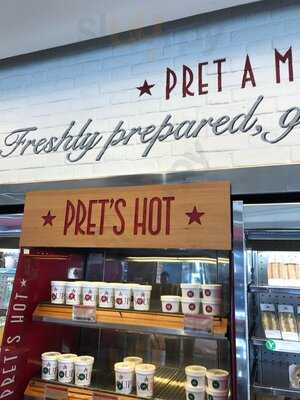 PRET A M
Freshly prepared, g
★ PRET'S HOT ★
PRET'S HOT ★